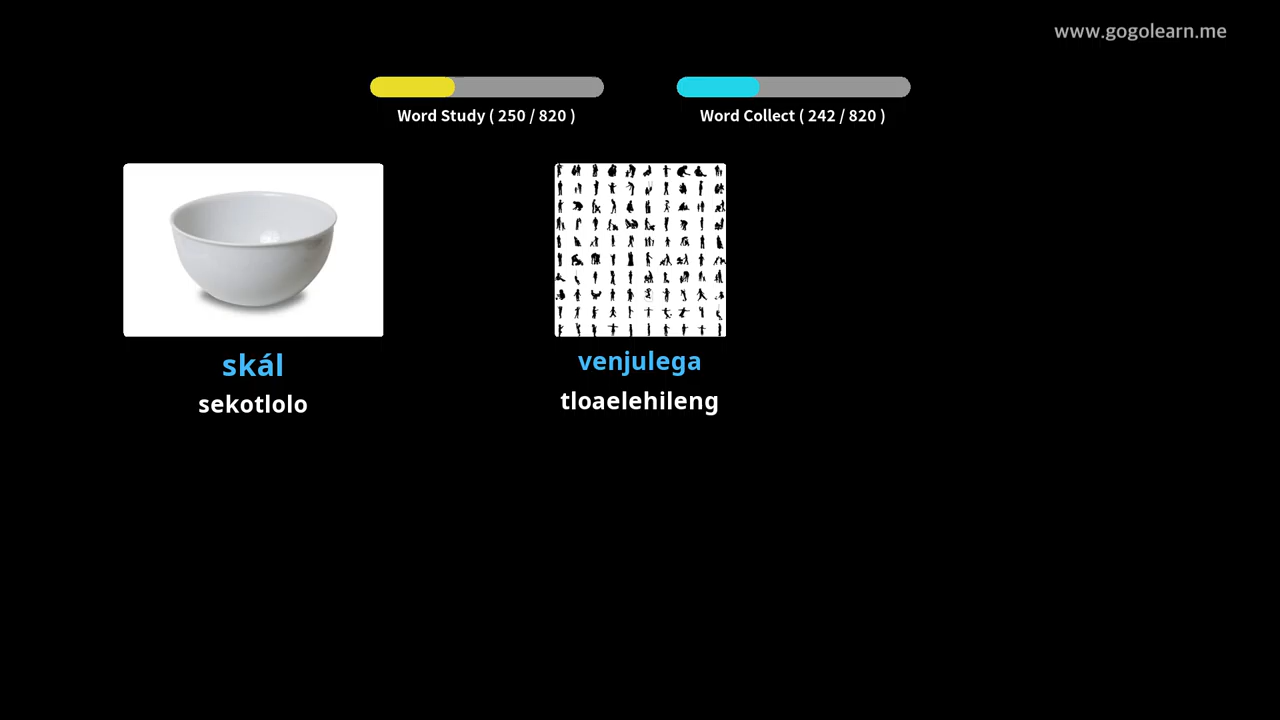 www.gogolearn.me
Word Study ( 250 / 820 )
Word Collect ( 242 / 820 )
skál
sekotlolo
venjulega
tloaelehileng